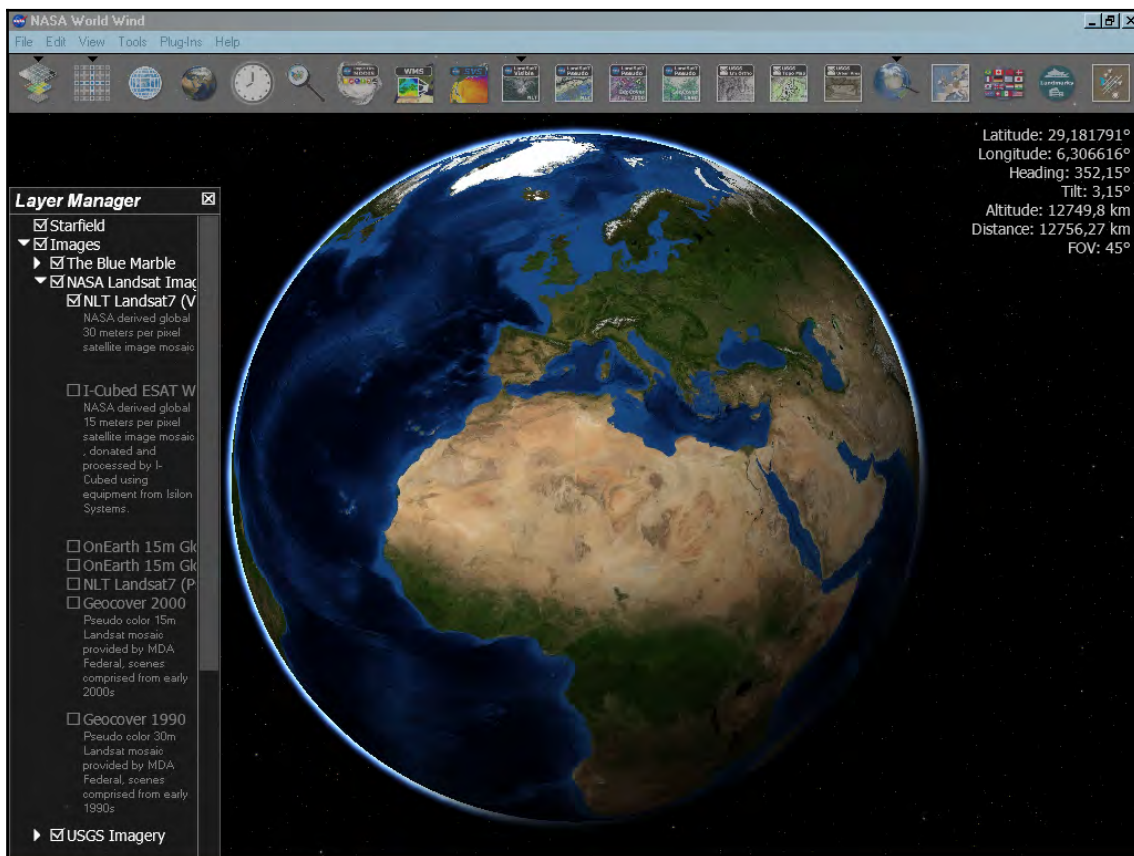 NASA World Wind
File Edit View Tools Plug-Ins Help
WMS
Landmarks
Latitude: 29,181791°
Longitude: 6,306616°
Heading: 352,15°
Tilt: 3,15°
Altitude: 12749,8 km
Distance: 12756,27 km
FOV: 45°
Layer Manager
Starfield
Images
The Blue Marble
NASA Landsat Imag
NLT Landsat7 (V
NASA derived global
30 meters per pixel
satellite image mosaic
I-Cubed ESAT W
NASA derived global
15 meters per pixel
satellite image mosaic
, donated and
processed by I-
Cubed using
equipment from Isilon
Systems.
OnEarth 15m Glo
OnEarth 15m Glo
NLT Landsat7 (P
Geocover 2000
Pseudo color 15m
Landsat mosaic
provided by MDA
Federal, scenes
comprised from early
2000s
Geocover 1990
Pseudo color 30m
Landsat mosaic
provided by MDA
Federal, scenes
comprised from early
1990s
USGS Imagery